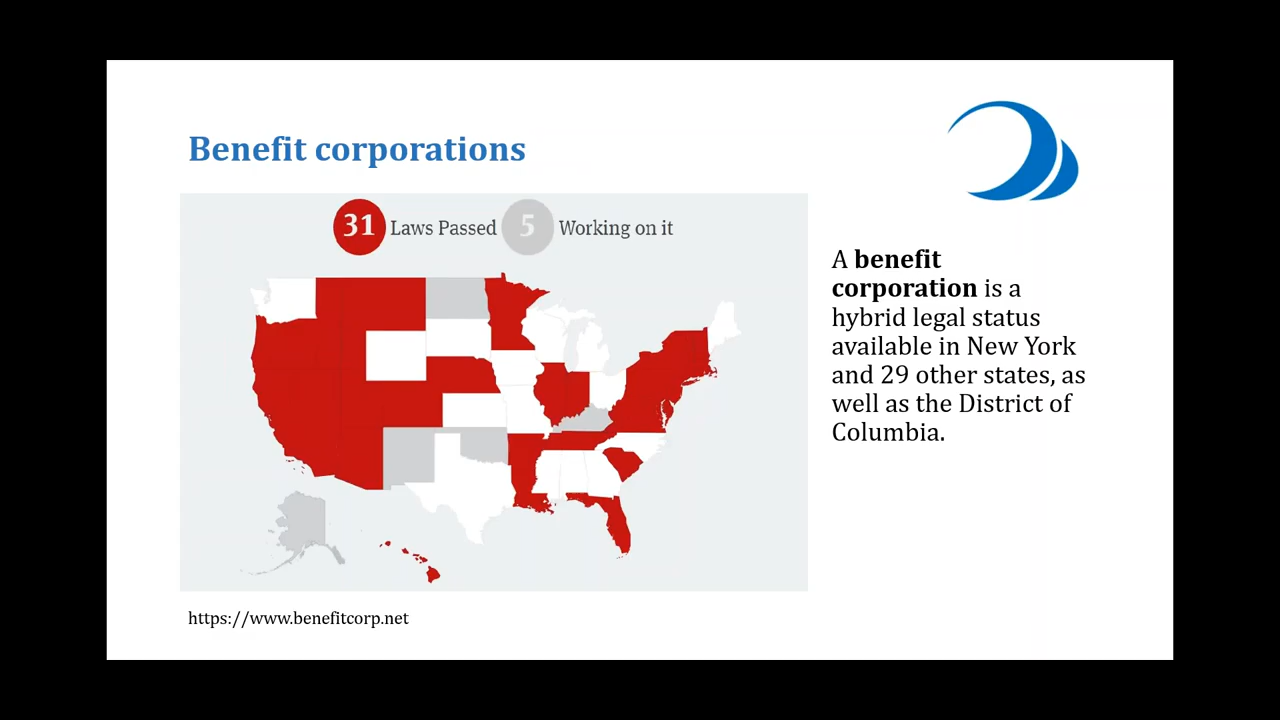 Benefit corporations
31 Laws Passed 5 Working on it
A benefit
corporation is a
hybrid legal status
available in New York
and 29 other states, as
well as the District of
Columbia.
https://www.benefitcorp.net